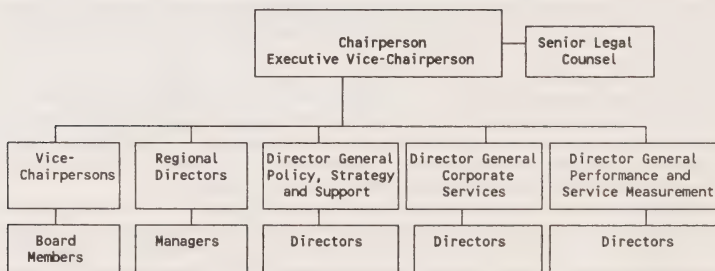 Chairperson
Executive Vice-Chairperson
Senior Legal
Counsel
Vice-
Chairpersons
Regional
Directors
Director General
Policy, Strategy
and Support
Director General
Corporate
Services
Director General
Performance and
Service Measurement
Board
Members
Managers
Directors
Directors
Directors